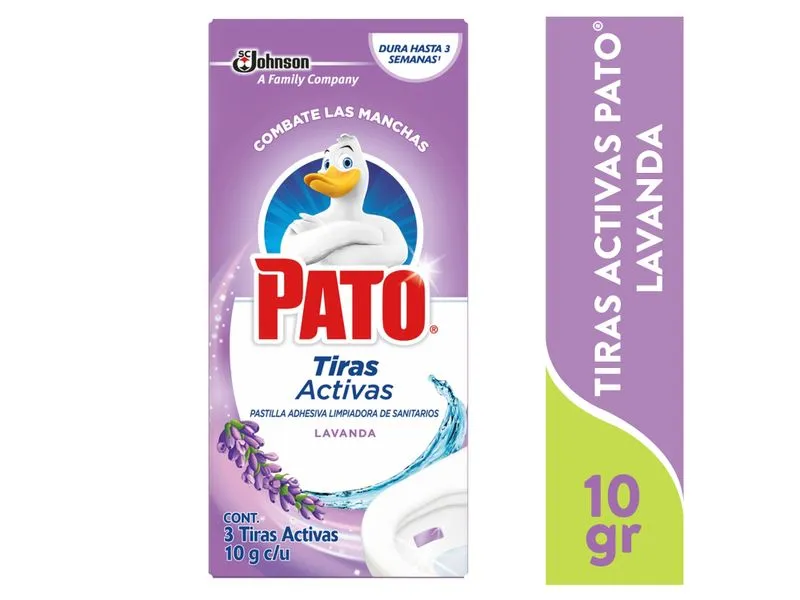 SC Johnson
A Family Company
DURA HASTA 3
SEMANAS¹
COMBATE LAS MANCHAS
PATO®
Tiras
Activas
PASTILLA ADHESIVA LIMPIADORA DE SANITARIOS
LAVANDA
CONT.
3 Tiras Activas
10 g c/u
TIRAS ACTIVAS PATO®
LAVANDA
10
gr